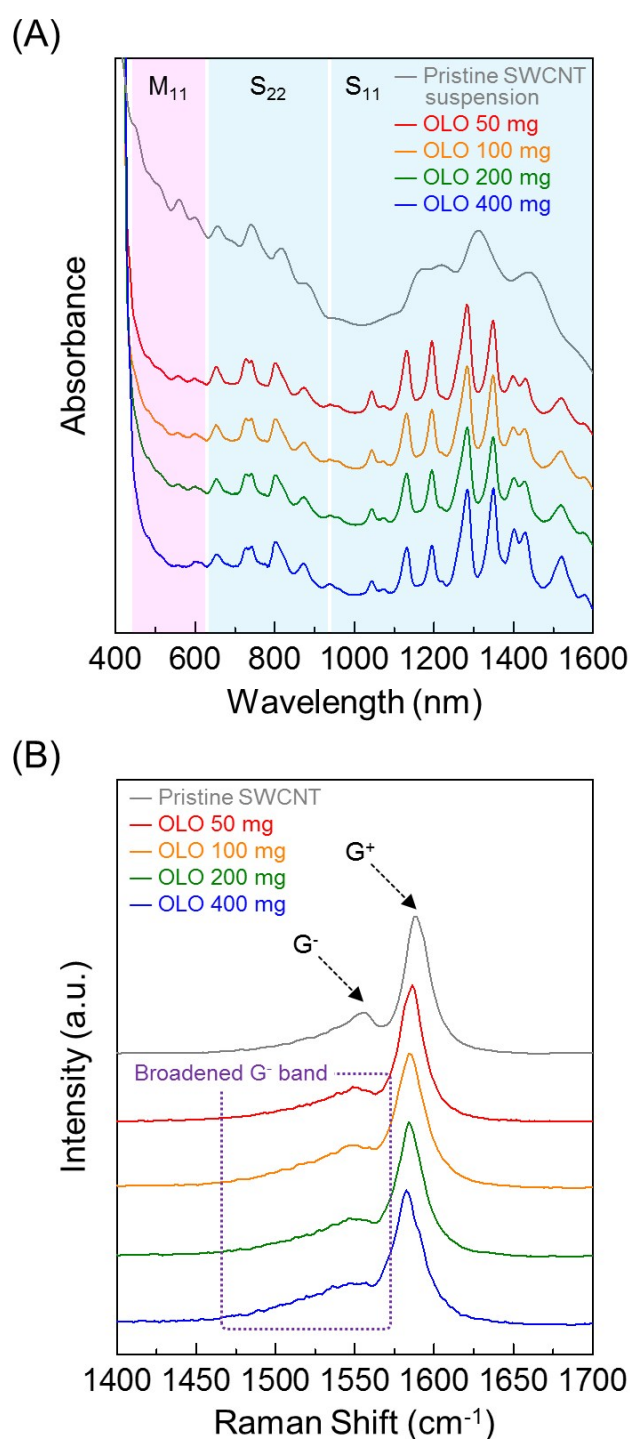 (A)
M₁₁ S₂₂ S₁₁
Pristine SWCNT
suspension
OLO 50 mg
OLO 100 mg
OLO 200 mg
OLO 400 mg
Absorbance
400 600 800 1000 1200 1400 1600
Wavelength (nm)
(B)
Pristine SWCNT
OLO 50 mg
OLO 100 mg
OLO 200 mg
OLO 400 mg
G⁺
G⁻
Broadened G⁻ band
Intensity (a.u.)
1400 1450 1500 1550 1600 1650 1700
Raman Shift (cm⁻¹)